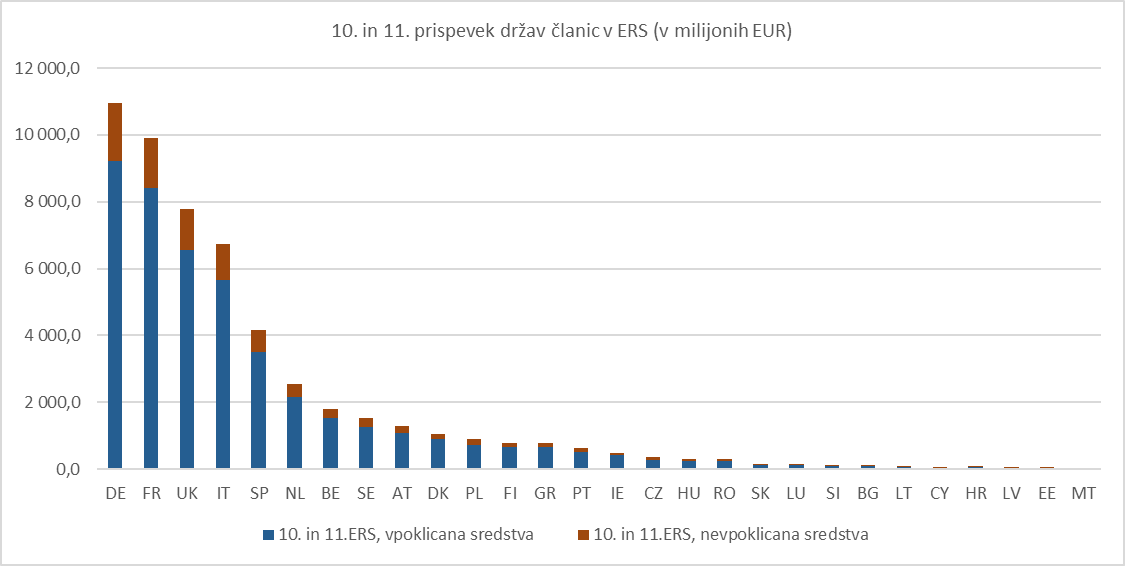 10. in 11. prispevek držav članic v ERS (v milijonih EUR)
12 000,0
10 000,0
8 000,0
6 000,0
4 000,0
2 000,0
0,0
DE FR UK IT SP NL BE SE AT DK PL FI GR PT IE CZ HU RO SK LU SI BG LT CY HR LV EE MT
10. in 11.ERS, vpoklicana sredstva 10. in 11.ERS, nevpoklicana sredstva